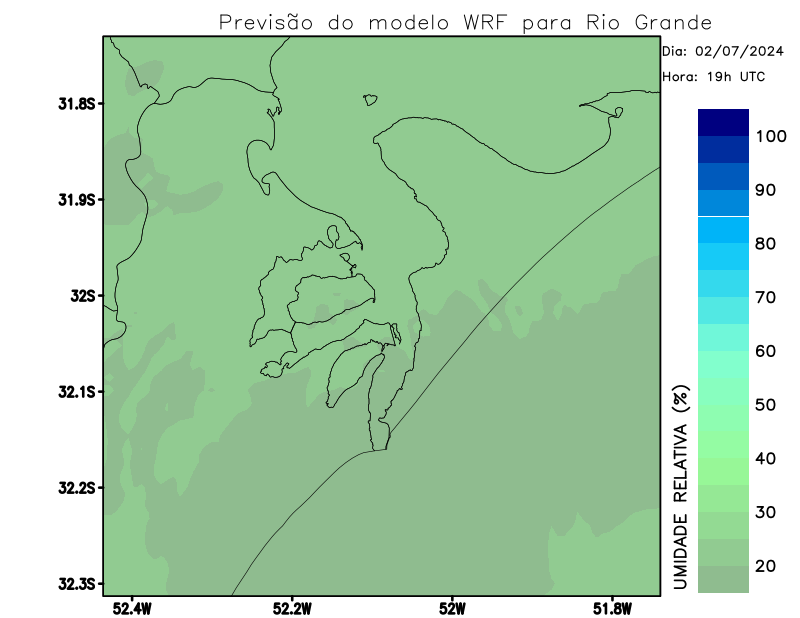 Previsão do modelo WRF para Rio Grande
Dia: 02/07/2024
Hora: 19h UTC
31.8S
31.9S
32S
32.1S
32.2S
32.3S
52.4W
52.2W
52W
51.8W
UMIDADE RELATIVA (%)
100
90
80
70
60
50
40
30
20